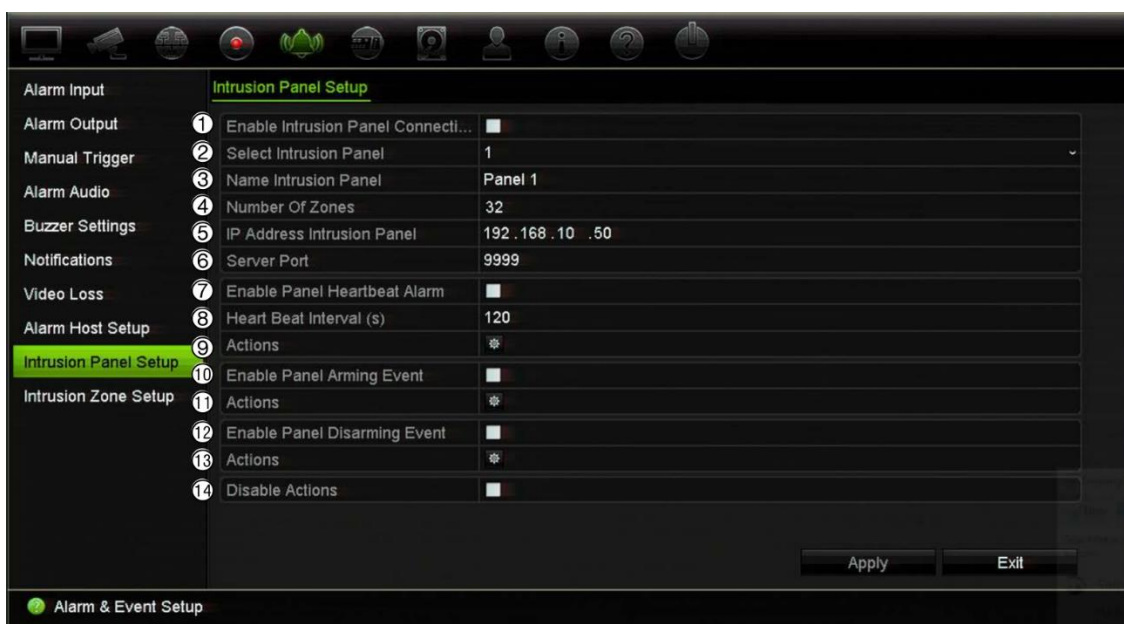 Alarm Input
Alarm Output
Manual Trigger
Alarm Audio
Buzzer Settings
Notifications
Video Loss
Alarm Host Setup
Intrusion Panel Setup
Intrusion Zone Setup
Intrusion Panel Setup
1 Enable Intrusion Panel Connecti...
2 Select Intrusion Panel 1
3 Name Intrusion Panel Panel 1
4 Number Of Zones 32
5 IP Address Intrusion Panel 192 .168 .10 .50
6 Server Port 9999
7 Enable Panel Heartbeat Alarm
8 Heart Beat Interval (s) 120
9 Actions
10 Enable Panel Arming Event
11 Actions
12 Enable Panel Disarming Event
13 Actions
14 Disable Actions
Apply Exit
? Alarm & Event Setup